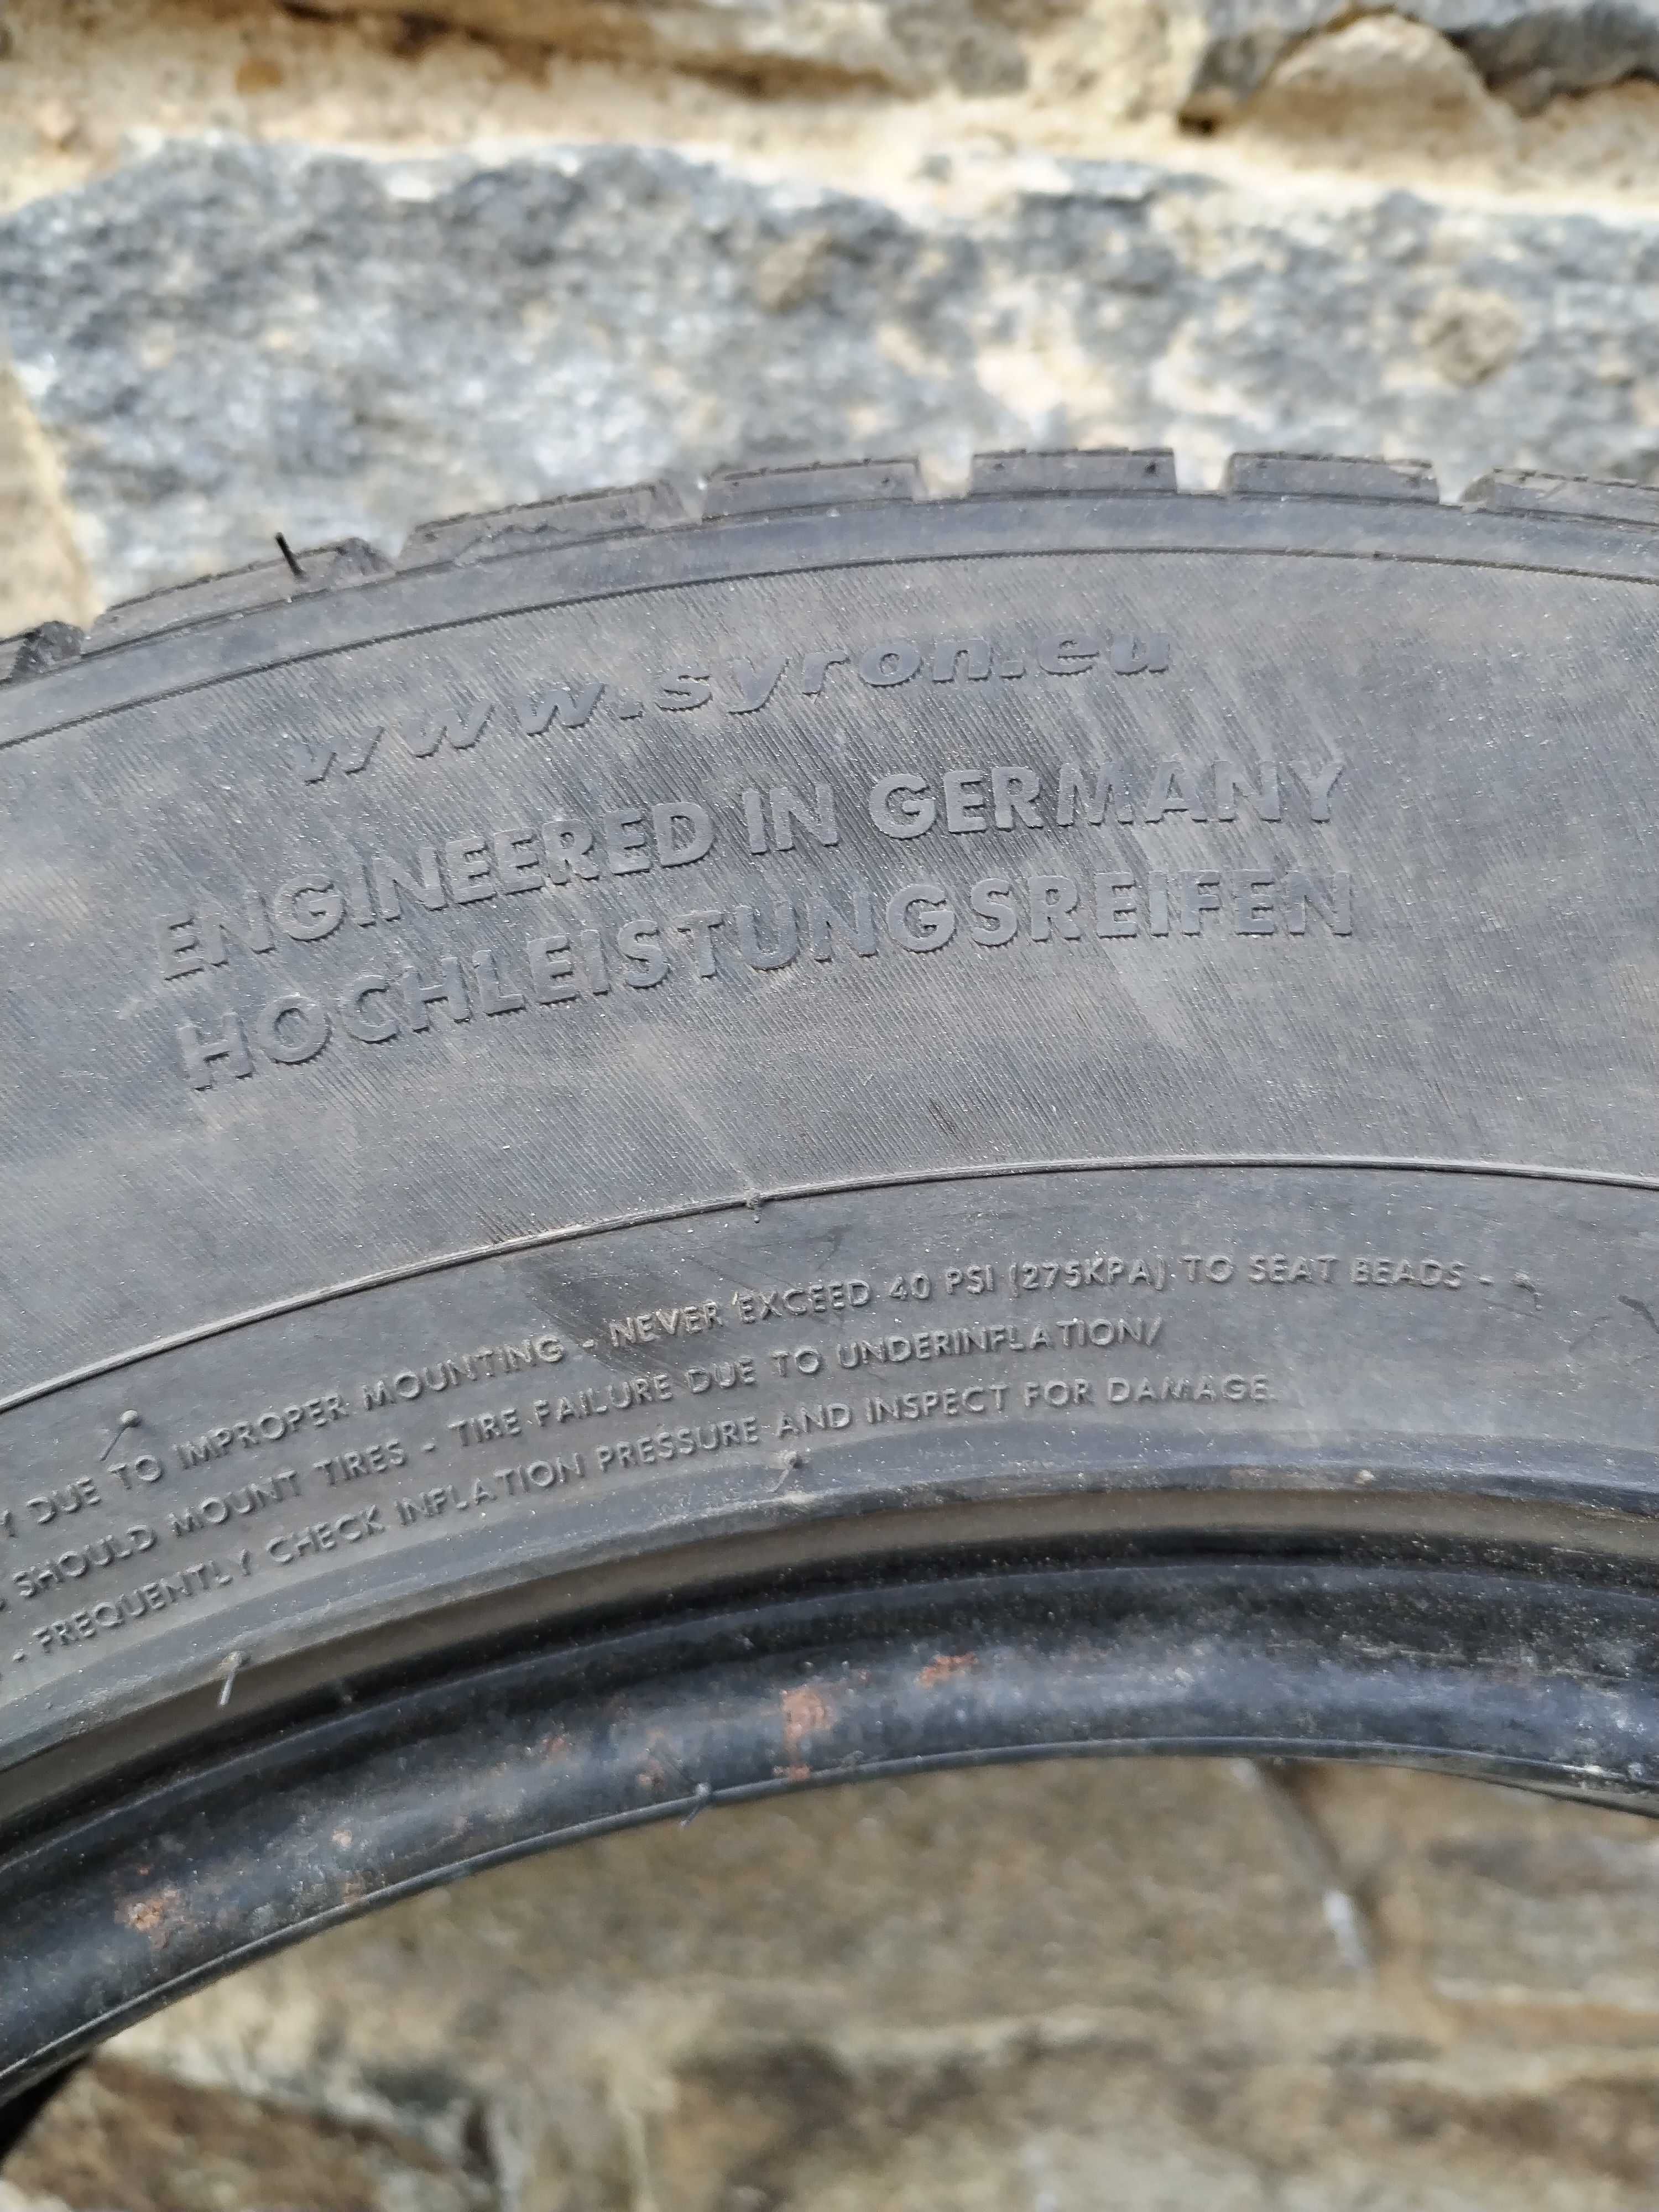 www.syron.eu
ENGINEERED IN GERMANY
HOCHLEISTUNGSREIFEN
DUE TO IMPROPER MOUNTING - NEVER EXCEED 40 PSI (275KPA) TO SEAT BEADS -
SHOULD MOUNT TIRES - TIRE FAILURE DUE TO UNDERINFLATION/
- FREQUENTLY CHECK INFLATION PRESSURE AND INSPECT FOR DAMAGE.